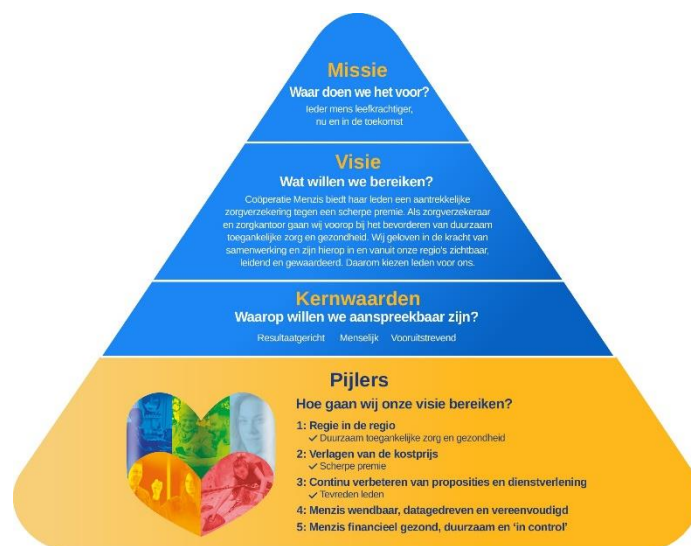 Missie
Waar doen we het voor?
Ieder mens leefkrachtiger,
nu en in de toekomst
Visie
Wat willen we bereiken?
Coöperatie Menzis biedt haar leden een aantrekkelijke
zorgverzekering tegen een scherpe premie. Als zorgverzekeraar
en zorgkantoor gaan wij voorop bij het bevorderen van duurzaam
toegankelijke zorg en gezondheid. Wij geloven in de kracht van
samenwerking en zijn hierop in en vanuit onze regio's zichtbaar,
leidend en gewaardeerd. Daarom kiezen leden voor ons.
Kernwaarden
Waarop willen we aanspreekbaar zijn?
Resultaatgericht Menselijk Vooruitstrevend
Pijlers
Hoe gaan wij onze visie bereiken?
1: Regie in de regio
✓ Duurzaam toegankelijke zorg en gezondheid
2: Verlagen van de kostprijs
✓ Scherpe premie
3: Continu verbeteren van proposities en dienstverlening
✓ Tevreden leden
4: Menzis wendbaar, datagedreven en vereenvoudigd
5: Menzis financieel gezond, duurzaam en ‘in control’